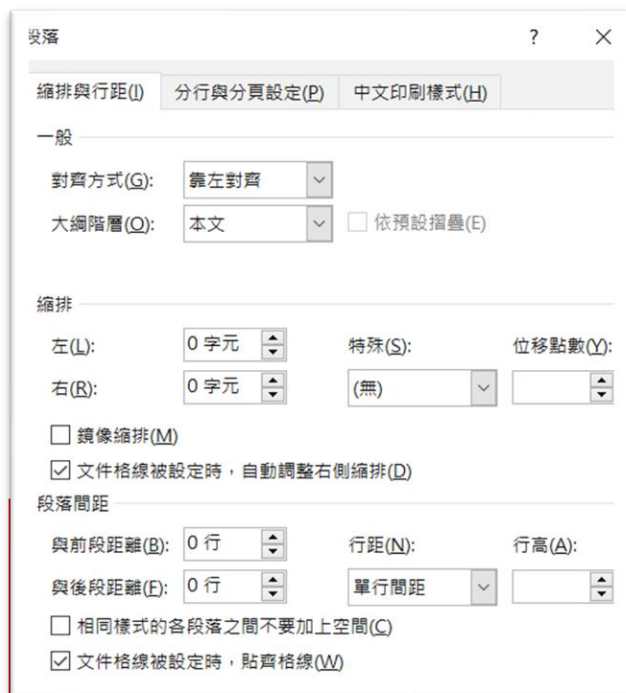 段落 ? ×
縮排與行距(I) 分行與分頁設定(P) 中文印刷樣式(H)
一般
對齊方式(G): 靠左對齊
大綱階層(O): 本文 依預設摺疊(E)
縮排
左(L): 0 字元 特殊(S): 位移點數(Y):
右(R): 0 字元 (無)
鏡像縮排(M)
文件格線被設定時，自動調整右側縮排(D)
段落間距
與前段距離(B): 0 行 行距(N): 行高(A):
與後段距離(F): 0 行 單行間距
相同樣式的各段落之間不要加上空間(C)
文件格線被設定時，貼齊格線(W)